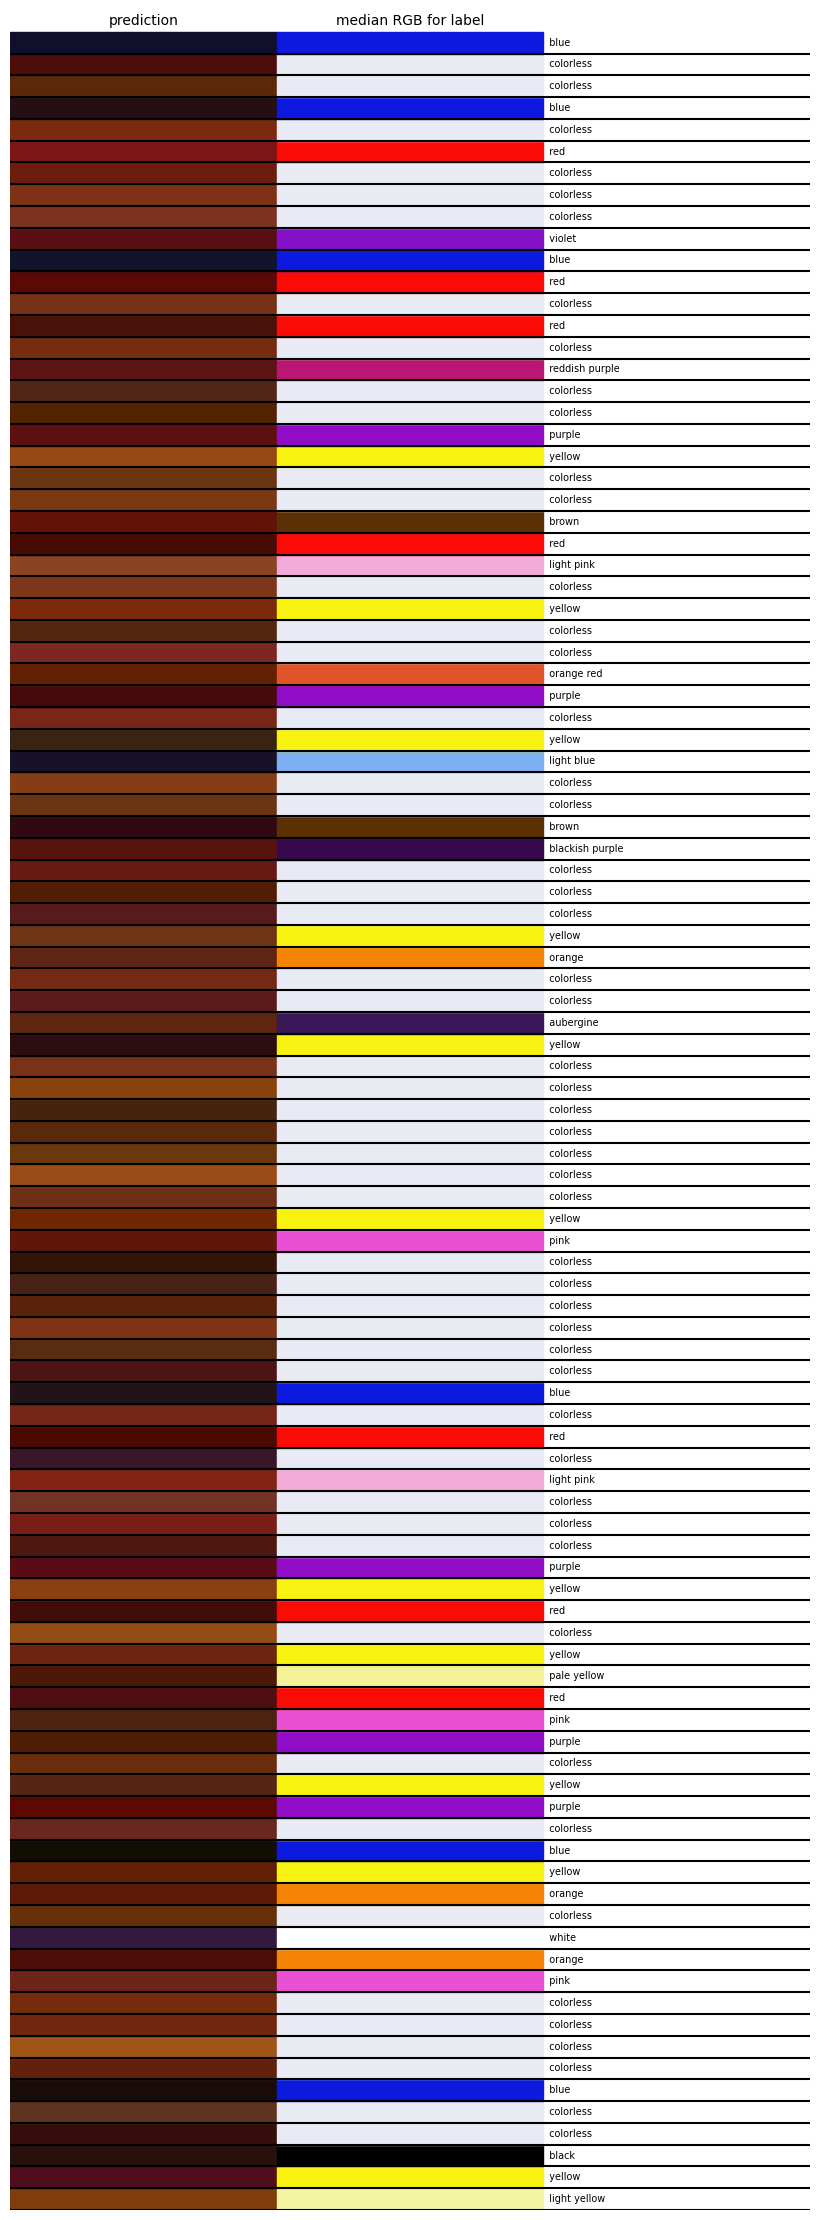 prediction median RGB for label
blue
colorless
colorless
blue
colorless
red
colorless
colorless
colorless
violet
blue
red
colorless
red
colorless
reddish purple
colorless
colorless
purple
yellow
colorless
colorless
brown
red
light pink
colorless
yellow
colorless
colorless
orange red
purple
colorless
yellow
light blue
colorless
colorless
brown
blackish purple
colorless
colorless
colorless
yellow
orange
colorless
colorless
aubergine
yellow
colorless
colorless
colorless
colorless
colorless
colorless
colorless
yellow
pink
colorless
colorless
colorless
colorless
colorless
colorless
blue
colorless
red
colorless
light pink
colorless
colorless
colorless
purple
yellow
red
colorless
yellow
pale yellow
red
pink
purple
colorless
yellow
purple
colorless
blue
yellow
orange
colorless
white
orange
pink
colorless
colorless
colorless
colorless
blue
colorless
colorless
black
yellow
light yellow